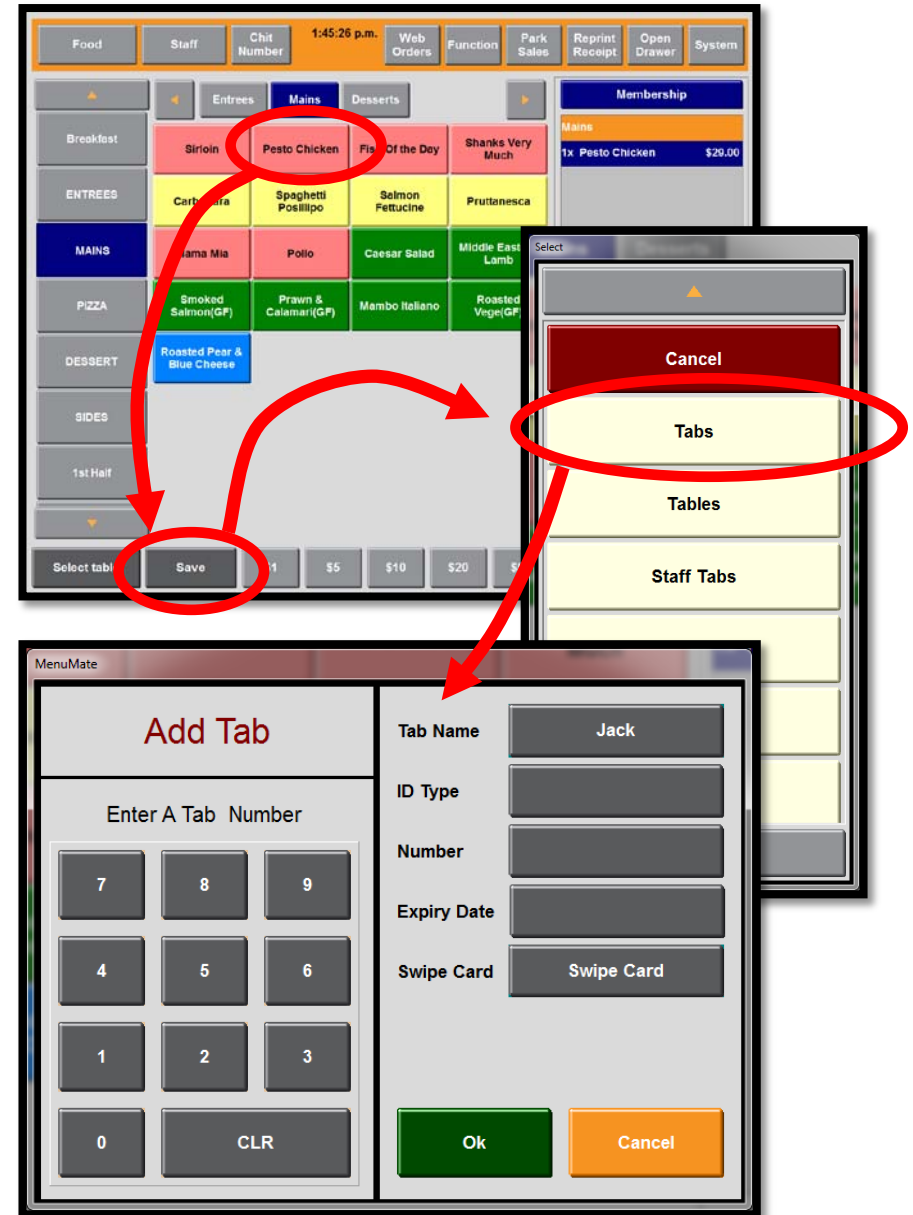 Food
Staff
Chit
Number
1:45:26 p.m.
Web
Orders
Function
Park
Sales
Reprint
Receipt
Open
Drawer
System
Entrees
Mains
Desserts
Membership
Breakfast
ENTREES
MAINS
PIZZA
DESSERT
SIDES
1st Half
Sirloin
Pesto Chicken
Of the Day
Shanks Very
Much
Spaghetti
Posillipo
Salmon
Fettucine
Pruttanesca
Mia
Pollo
Caesar Salad
Middle East
Lamb
Smoked
Salmon(GF)
Prawn &
Calamari(GF)
Mambo Italiano
Roasted
Vege(GF)
Roasted Pear &
Blue Cheese
Mains
1x Pesto Chicken $29.00
Select
Save
$5
$10
$20
Select
Cancel
Tabs
Tables
Staff Tabs
MenuMate
Add Tab
Enter A Tab Number
7 8 9
4 5 6
1 2 3
0 CLR
Tab Name Jack
ID Type
Number
Expiry Date
Swipe Card Swipe Card
Ok Cancel